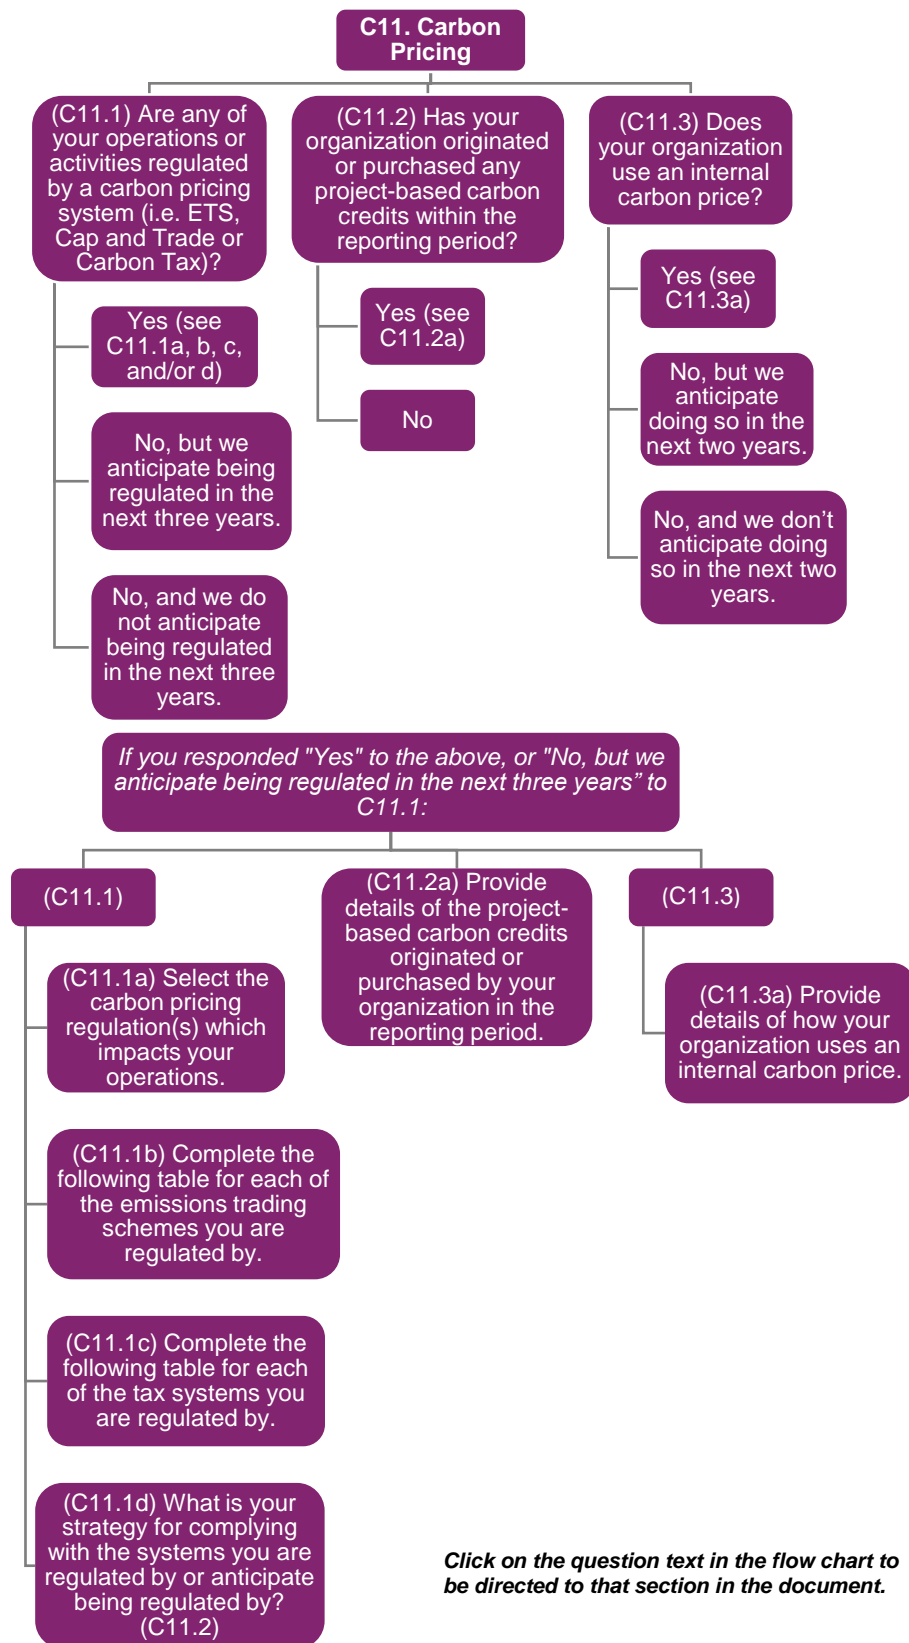 C11. Carbon
Pricing
(C11.1) Are any of
your operations or
activities regulated
by a carbon pricing
system (i.e. ETS,
Cap and Trade or
Carbon Tax)?
(C11.2) Has your
organization originated
or purchased any
project-based carbon
credits within the
reporting period?
(C11.3) Does
your organization
use an internal
carbon price?
Yes (see
C11.1a, b, c,
and/or d)
No, but we
anticipate being
regulated in the
next three years.
No, and we do
not anticipate
being regulated
in the next three
years.
Yes (see
C11.2a)
No
Yes (see
C11.3a)
No, but we
anticipate
doing so in the
next two years.
No, and we don’t
anticipate doing
so in the next two
years.
If you responded "Yes" to the above, or "No, but we
anticipate being regulated in the next three years” to
C11.1:
(C11.1)
(C11.1a) Select the
carbon pricing
regulation(s) which
impacts your
operations.
(C11.1b) Complete the
following table for each of
the emissions trading
schemes you are
regulated by.
(C11.1c) Complete the
following table for each
of the tax systems you
are regulated by.
(C11.1d) What is your
strategy for complying
with the systems you are
regulated by or anticipate
being regulated by?
(C11.2)
(C11.2a) Provide
details of the project-
based carbon credits
originated or
purchased by your
organization in the
reporting period.
(C11.3)
(C11.3a) Provide
details of how your
organization uses an
internal carbon price.
Click on the question text in the flow chart to
be directed to that section in the document.